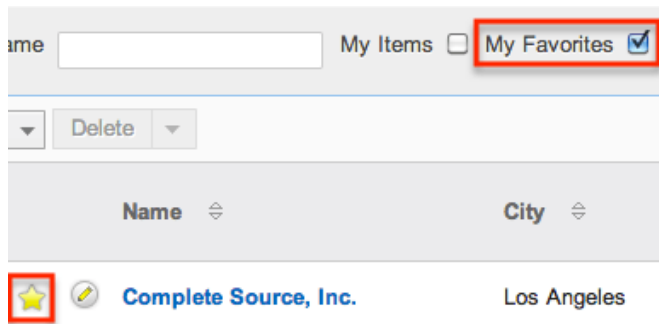 ame My Items My Favorites
Delete
Name City
Complete Source, Inc. Los Angeles